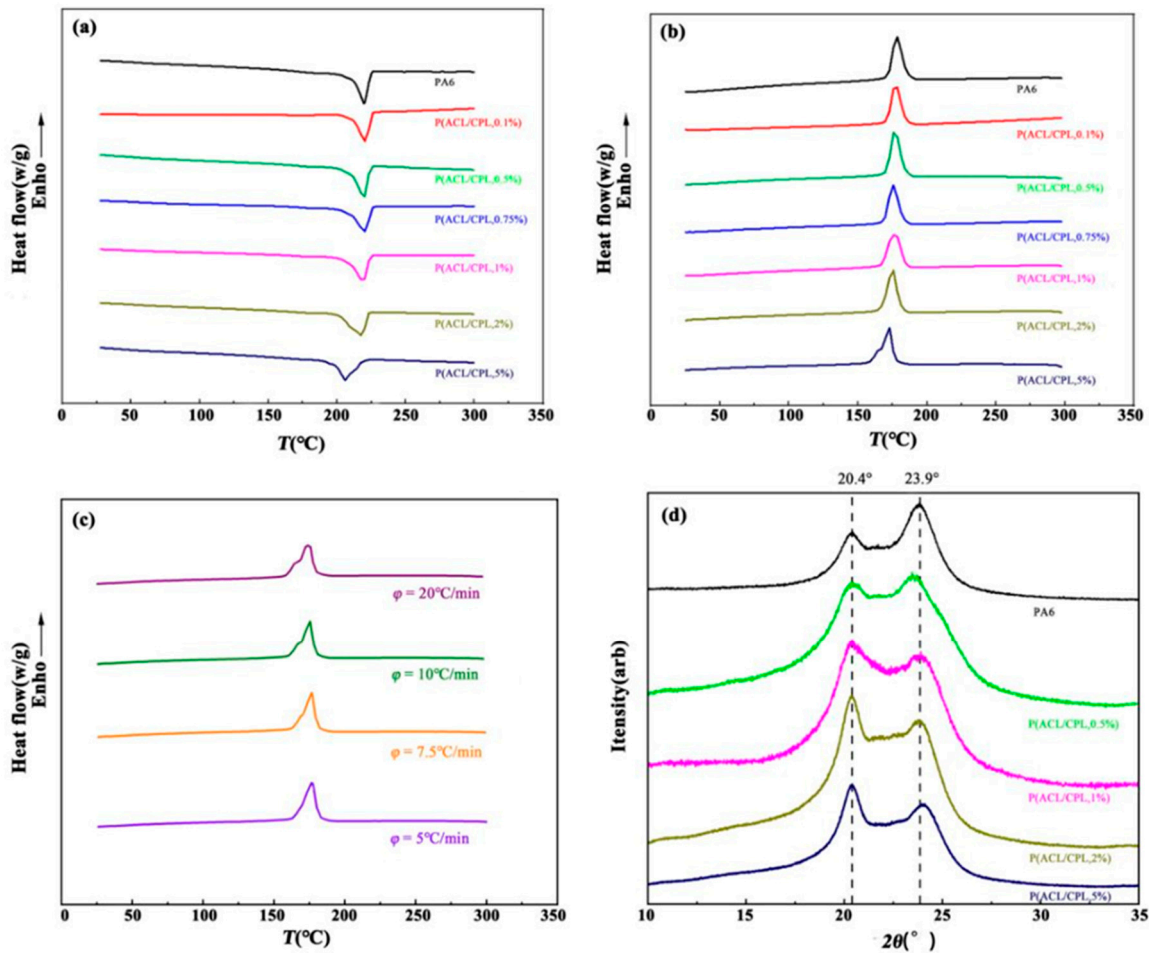 (a)
PA6
P(ACL/CPL,0.1%)
P(ACL/CPL,0.5%)
P(ACL/CPL,0.75%)
P(ACL/CPL,1%)
P(ACL/CPL,2%)
P(ACL/CPL,5%)
Heat flow(w/g)
Enho
0 50 100 150 200 250 300 350
T(°C)
(b)
PA6
P(ACL/CPL,0.1%)
P(ACL/CPL,0.5%)
P(ACL/CPL,0.75%)
P(ACL/CPL,1%)
P(ACL/CPL,2%)
P(ACL/CPL,5%)
Heat flow(w/g)
Enho
0 50 100 150 200 250 300 350
T(°C)
(c)
φ = 20°C/min
φ = 10°C/min
φ = 7.5°C/min
φ = 5°C/min
Heat flow(w/g)
Enho
0 50 100 150 200 250 300 350
T(°C)
20.4° 23.9°
(d)
PA6
P(ACL/CPL,0.5%)
P(ACL/CPL,1%)
P(ACL/CPL,2%)
P(ACL/CPL,5%)
Itensity(arb)
10 15 20 25 30 35
2θ(°)